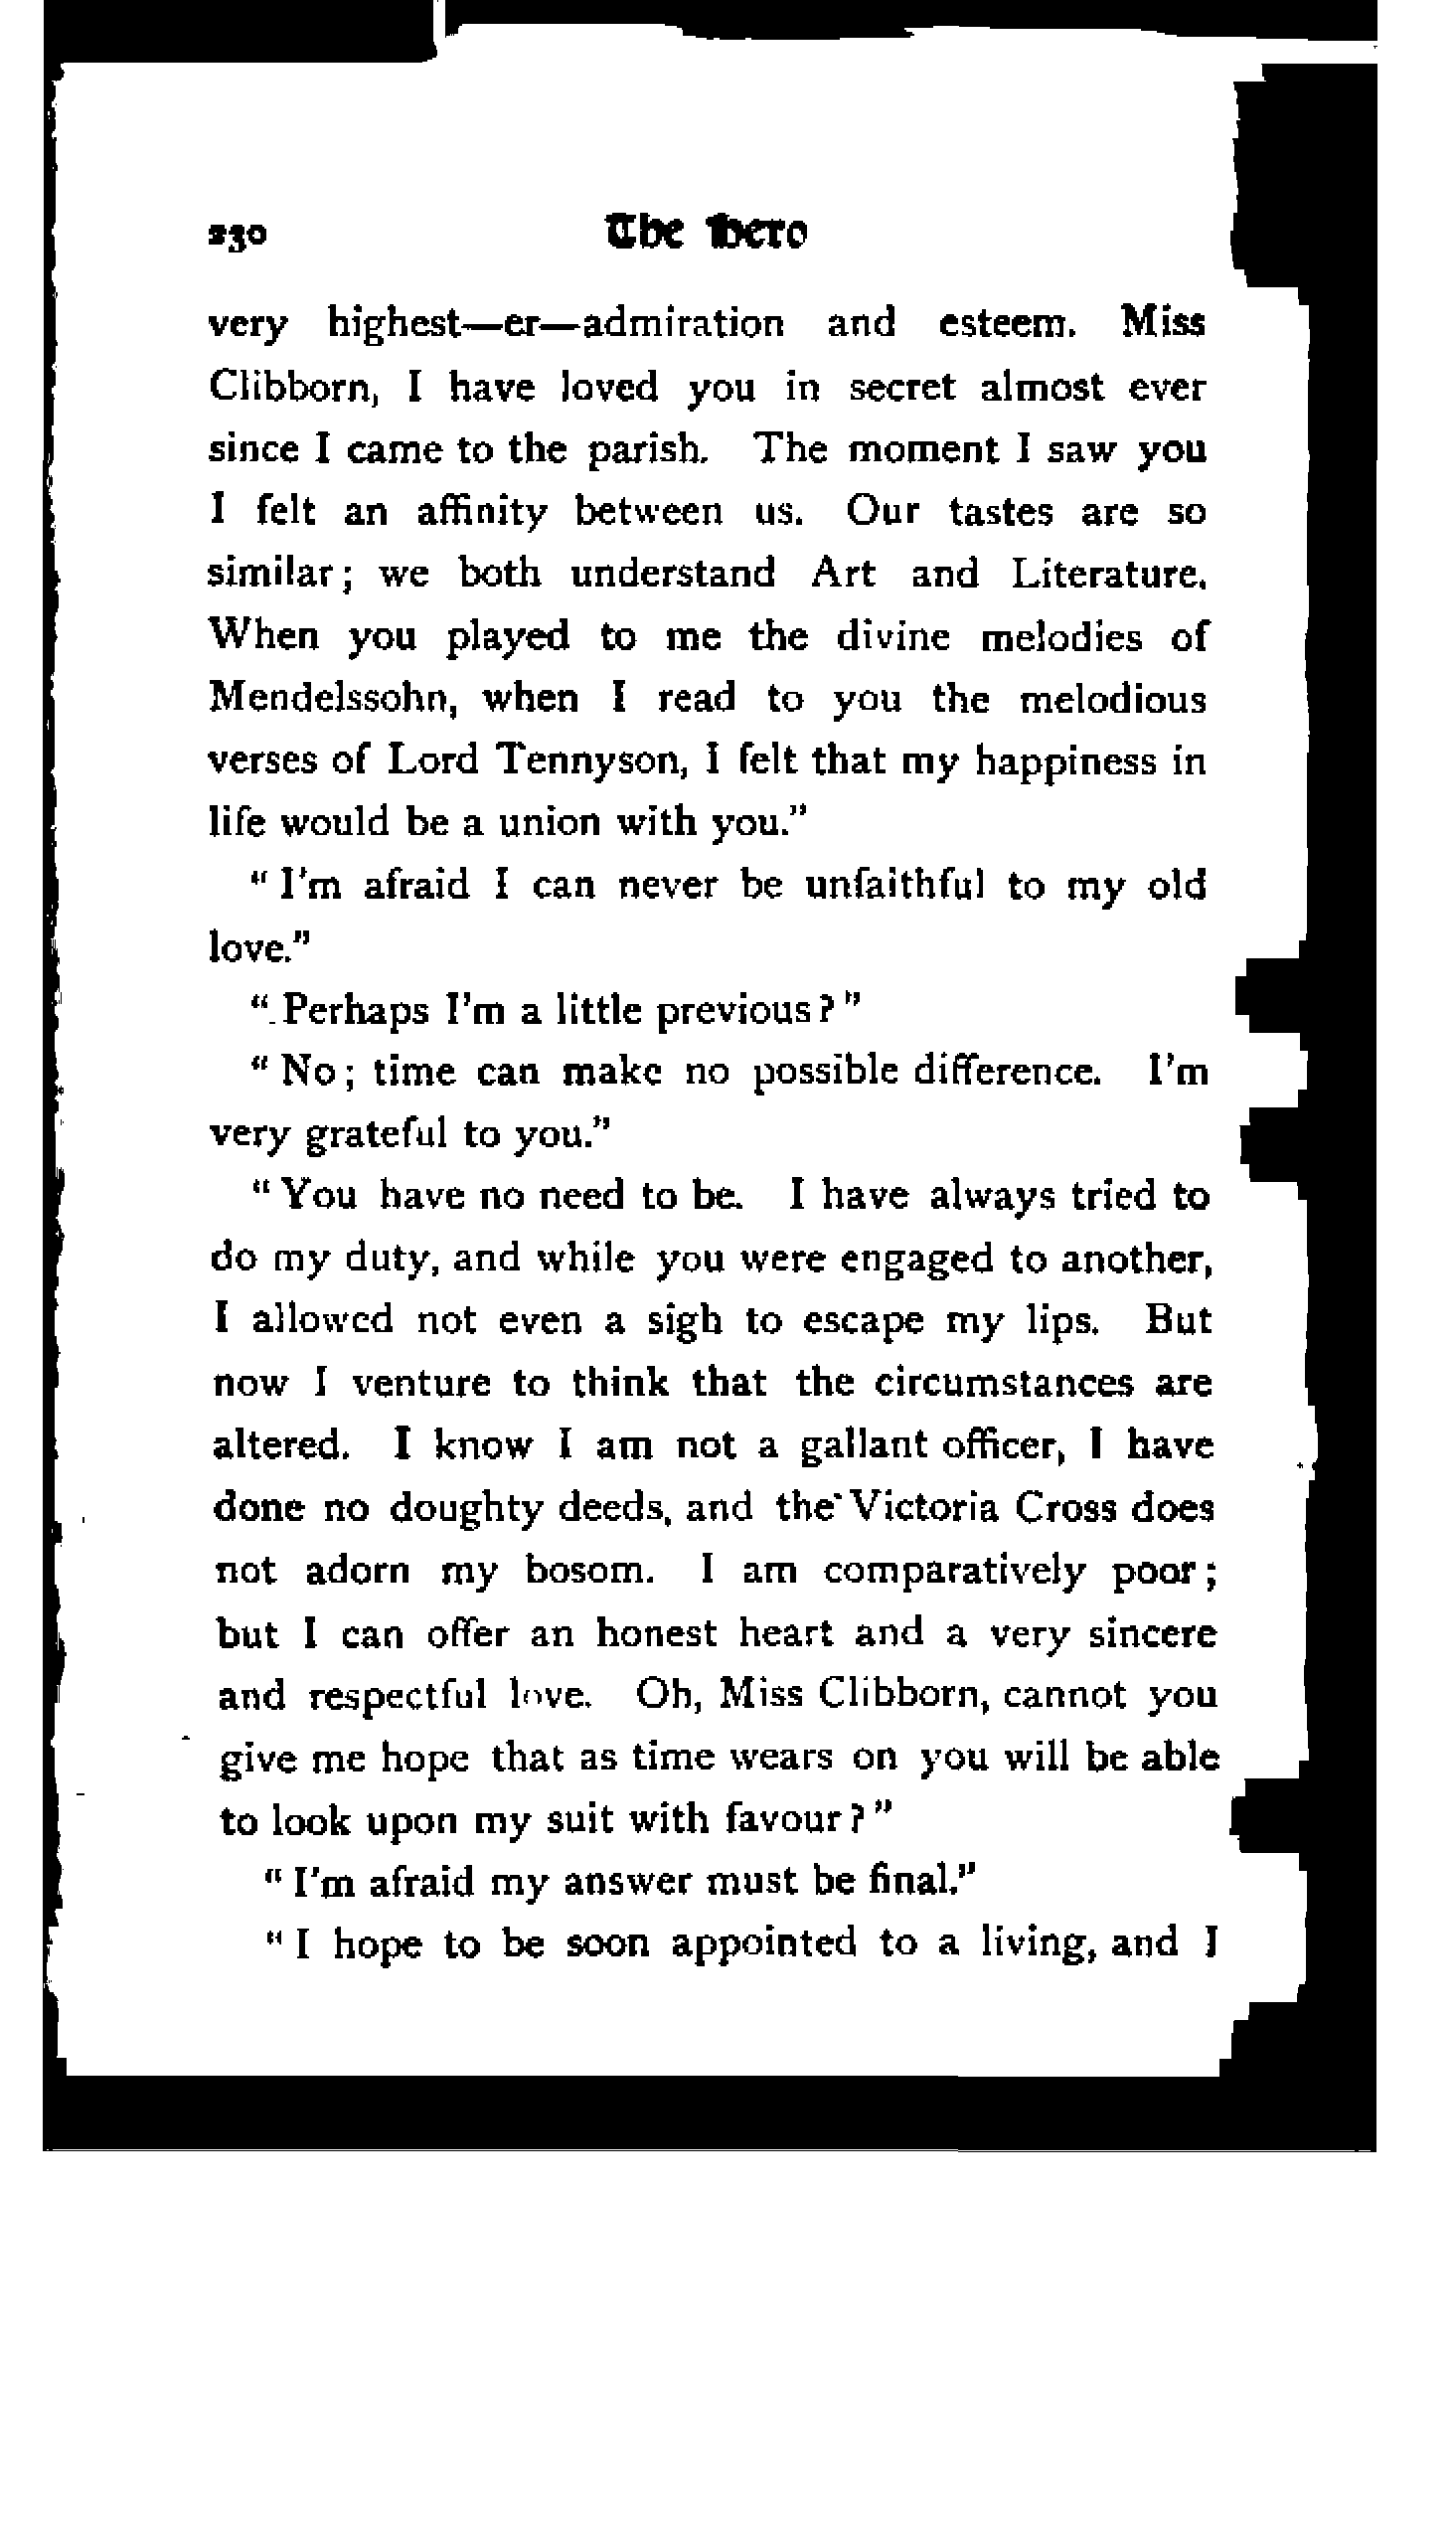 230 The Hero
very highest—er—admiration and esteem. Miss
Clibborn, I have loved you in secret almost ever
since I came to the parish. The moment I saw you
I felt an affinity between us. Our tastes are so
similar; we both understand Art and Literature.
When you played to me the divine melodies of
Mendelssohn, when I read to you the melodious
verses of Lord Tennyson, I felt that my happiness in
life would be a union with you."
"I'm afraid I can never be unfaithful to my old
love."
"Perhaps I'm a little previous?"
"No; time can make no possible difference. I'm
very grateful to you."
"You have no need to be. I have always tried to
do my duty, and while you were engaged to another,
I allowed not even a sigh to escape my lips. But
now I venture to think that the circumstances are
altered. I know I am not a gallant officer, I have
done no doughty deeds, and the Victoria Cross does
not adorn my bosom. I am comparatively poor;
but I can offer an honest heart and a very sincere
and respectful love. Oh, Miss Clibborn, cannot you
give me hope that as time wears on you will be able
to look upon my suit with favour?"
"I'm afraid my answer must be final."
"I hope to be soon appointed to a living, and I